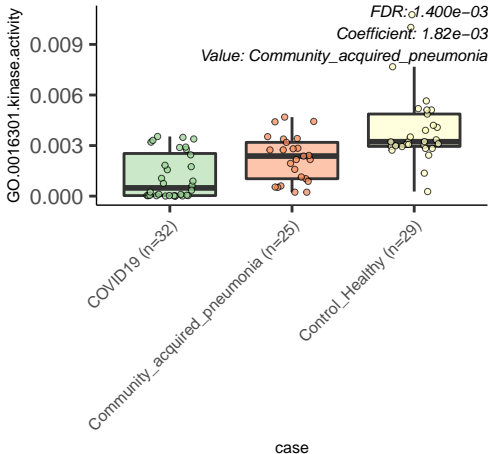 FDR: 1.400e−03
Coefficient: 1.82e−03
Value: Community_acquired_pneumonia
GO.0016301.kinase.activity
0.009
0.006
0.003
0.000
COVID19 (n=32)
Community_acquired_pneumonia (n=25)
Control_Healthy (n=29)
case